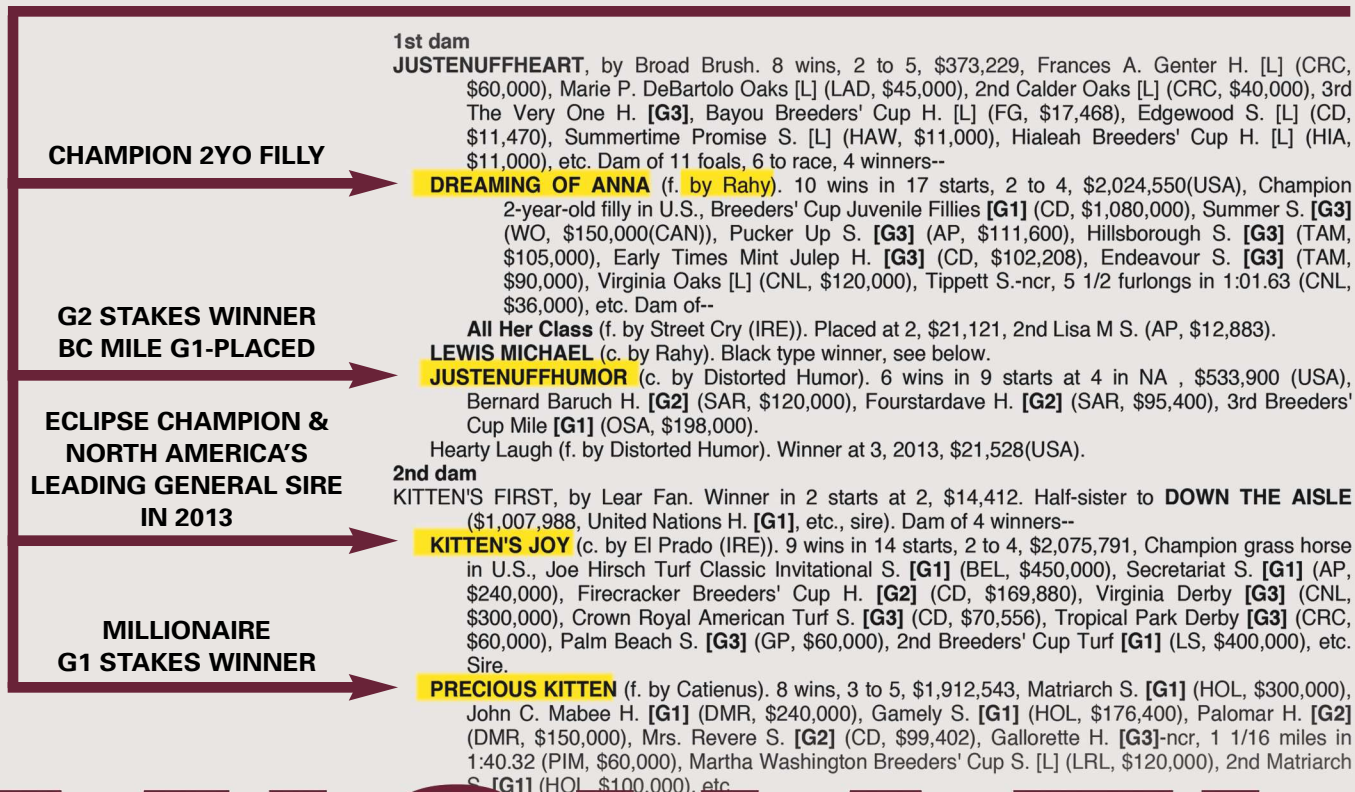 1st dam
JUSTENUFFHEART, by Broad Brush. 8 wins, 2 to 5, $373,229, Frances A. Genter H. [L] (CRC,
$60,000), Marie P. DeBartolo Oaks [L] (LAD, $45,000), 2nd Calder Oaks [L] (CRC, $40,000), 3rd
The Very One H. [G3], Bayou Breeders' Cup H. [L] (FG, $17,468), Edgewood S. [L] (CD,
$11,470), Summertime Promise S. [L] (HAW, $11,000), Hialeah Breeders' Cup H. [L] (HIA,
$11,000), etc. Dam of 11 foals, 6 to race, 4 winners--
CHAMPION 2YO FILLY
DREAMING OF ANNA (f. by Rahy). 10 wins in 17 starts, 2 to 4, $2,024,550(USA), Champion
2-year-old filly in U.S., Breeders' Cup Juvenile Fillies [G1] (CD, $1,080,000), Summer S. [G3]
(WO, $150,000(CAN)), Pucker Up S. [G3] (AP, $111,600), Hillsborough S. [G3] (TAM,
$105,000), Early Times Mint Julep H. [G3] (CD, $102,208), Endeavour S. [G3] (TAM,
$90,000), Virginia Oaks [L] (CNL, $120,000), Tippett S.-ncr, 5 1/2 furlongs in 1:01.63 (CNL,
$36,000), etc. Dam of--
All Her Class (f. by Street Cry (IRE)). Placed at 2, $21,121, 2nd Lisa M S. (AP, $12,883).
LEWIS MICHAEL (c. by Rahy). Black type winner, see below.
G2 STAKES WINNER
BC MILE G1-PLACED
JUSTENUFFHUMOR (c. by Distorted Humor). 6 wins in 9 starts at 4 in NA , $533,900 (USA),
Bernard Baruch H. [G2] (SAR, $120,000), Fourstardave H. [G2] (SAR, $95,400), 3rd Breeders'
Cup Mile [G1] (OSA, $198,000).
Hearty Laugh (f. by Distorted Humor). Winner at 3, 2013, $21,528(USA).
2nd dam
KITTEN'S FIRST, by Lear Fan. Winner in 2 starts at 2, $14,412. Half-sister to DOWN THE AISLE
($1,007,988, United Nations H. [G1], etc., sire). Dam of 4 winners--
ECLIPSE CHAMPION &
NORTH AMERICA'S
LEADING GENERAL SIRE
IN 2013
KITTEN'S JOY (c. by El Prado (IRE)). 9 wins in 14 starts, 2 to 4, $2,075,791, Champion grass horse
in U.S., Joe Hirsch Turf Classic Invitational S. [G1] (BEL, $450,000), Secretariat S. [G1] (AP,
$240,000), Firecracker Breeders' Cup H. [G2] (CD, $169,880), Virginia Derby [G3] (CNL,
$300,000), Crown Royal American Turf S. [G3] (CD, $70,556), Tropical Park Derby [G3] (CRC,
$60,000), Palm Beach S. [G3] (GP, $60,000), 2nd Breeders' Cup Turf [G1] (LS, $400,000), etc.
Sire.
MILLIONAIRE
G1 STAKES WINNER
PRECIOUS KITTEN (f. by Catienus). 8 wins, 3 to 5, $1,912,543, Matriarch S. [G1] (HOL, $300,000),
John C. Mabee H. [G1] (DMR, $240,000), Gamely S. [G1] (HOL, $176,400), Palomar H. [G2]
(DMR, $150,000), Mrs. Revere S. [G2] (CD, $99,402), Gallorette H. [G3]-ncr, 1 1/16 miles in
1:40.32 (PIM, $60,000), Martha Washington Breeders' Cup S. [L] (LRL, $120,000), 2nd Matriarch
S. [G1] (HOL, $100,000), etc.